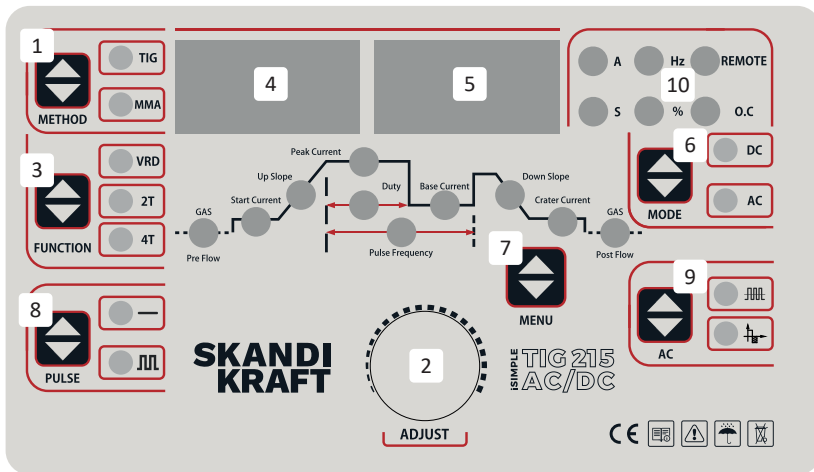 1
METHOD
TIG
MMA
4
5
A
Hz
REMOTE
10
S
%
O.C
3
FUNCTION
VRD
2T
4T
Peak Current
Up Slope
Start Current
GAS
Pre Flow
Duty
Base Current
Pulse Frequency
Down Slope
Crater Current
GAS
Post Flow
6
MODE
DC
AC
7
MENU
8
PULSE
SKANDI
KRAFT
2
ADJUST
iSIMPLE
TIG 215
AC/DC
9
AC
CE